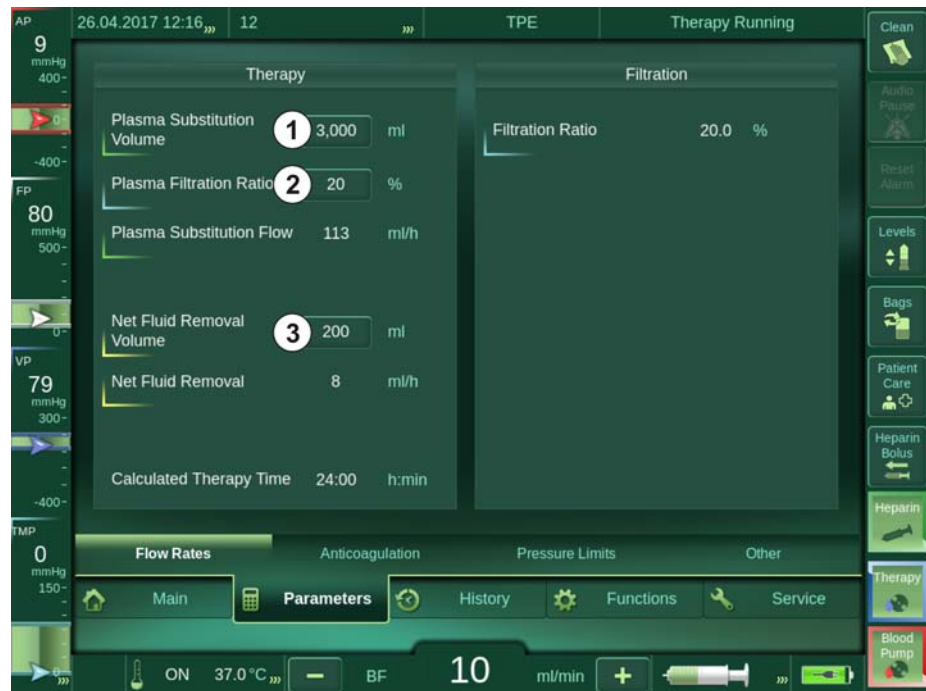 26.04.2017 12:16 12 TPE Therapy Running
AP
9
mmHg
400
0
-400
FP
80
mmHg
500
0
VP
79
mmHg
300
-400
TMP
0
mmHg
150
0
Therapy
Plasma Substitution
Volume
1 3,000 ml
Plasma Filtration Ratio 2 20 %
Plasma Substitution Flow 113 ml/h
Net Fluid Removal
Volume
3 200 ml
Net Fluid Removal 8 ml/h
Calculated Therapy Time 24:00 h:min
Filtration
Filtration Ratio 20.0 %
Flow Rates Anticoagulation Pressure Limits Other
Main Parameters History Functions Service
ON 37.0 °C − BF 10 ml/min +
Clean
Audio
Pause
Reset
Alarm
Levels
Bags
Patient
Care
Heparin
Bolus
Heparin
Therapy
Blood
Pump